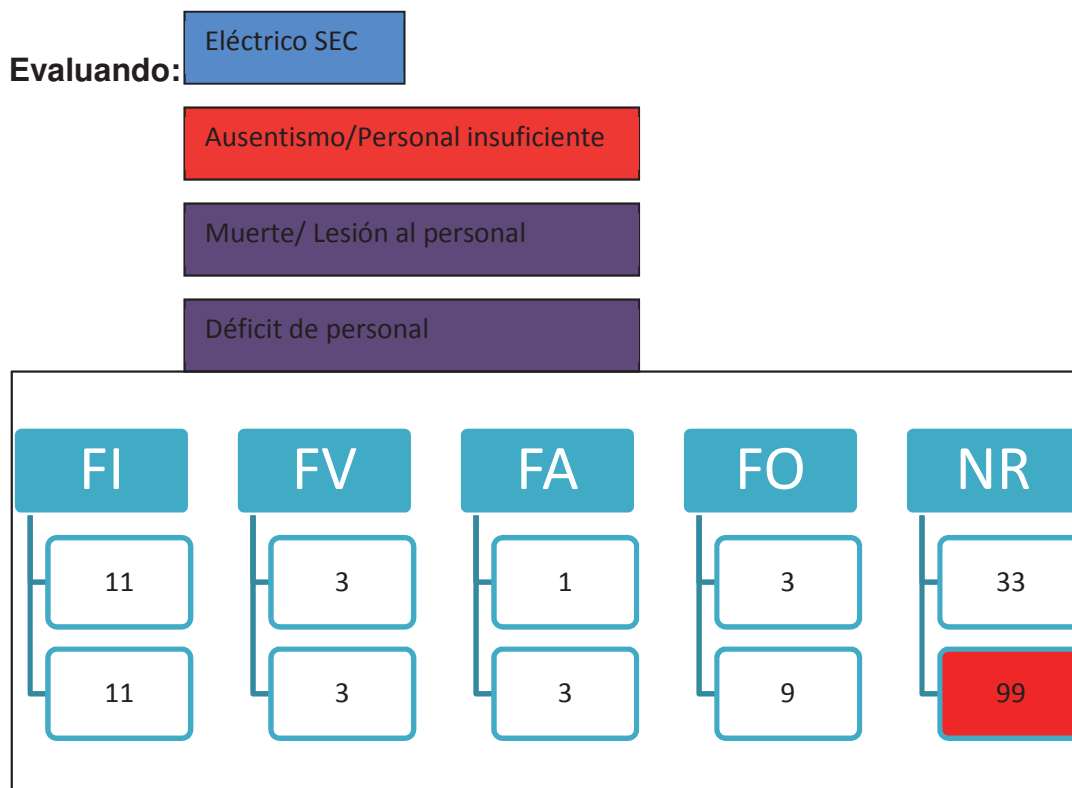 Eléctrico SEC
Evaluando:
Ausentismo/Personal insuficiente
Muerte/ Lesión al personal
Déficit de personal
FI FV FA FO NR
11 3 1 3 33
11 3 3 9 99